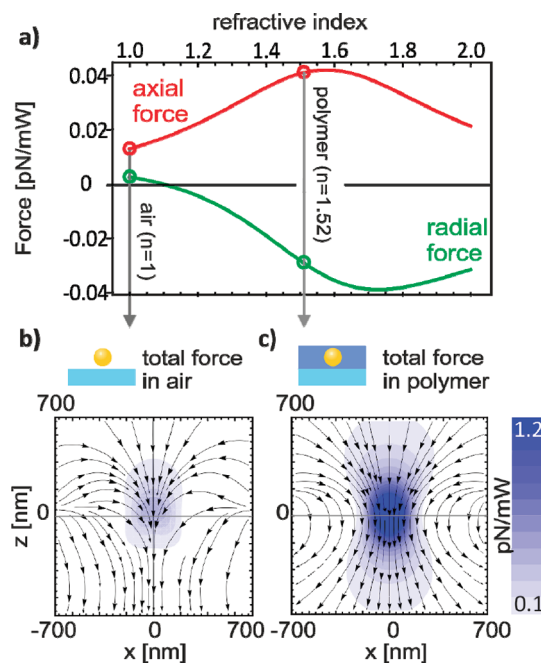 refractive index
a)
1.0 1.2 1.4 1.6 1.8 2.0
0.04
0.02
0
-0.02
-0.04
Force [pN/mW]
axial
force
polymer (n=1.52)
air (n=1)
radial
force
b)
total force
in air
c)
total force
in polymer
700
0
z [nm]
-700 0 700
x [nm]
700
0
-700 0 700
x [nm]
1.2
pN/mW
0.1